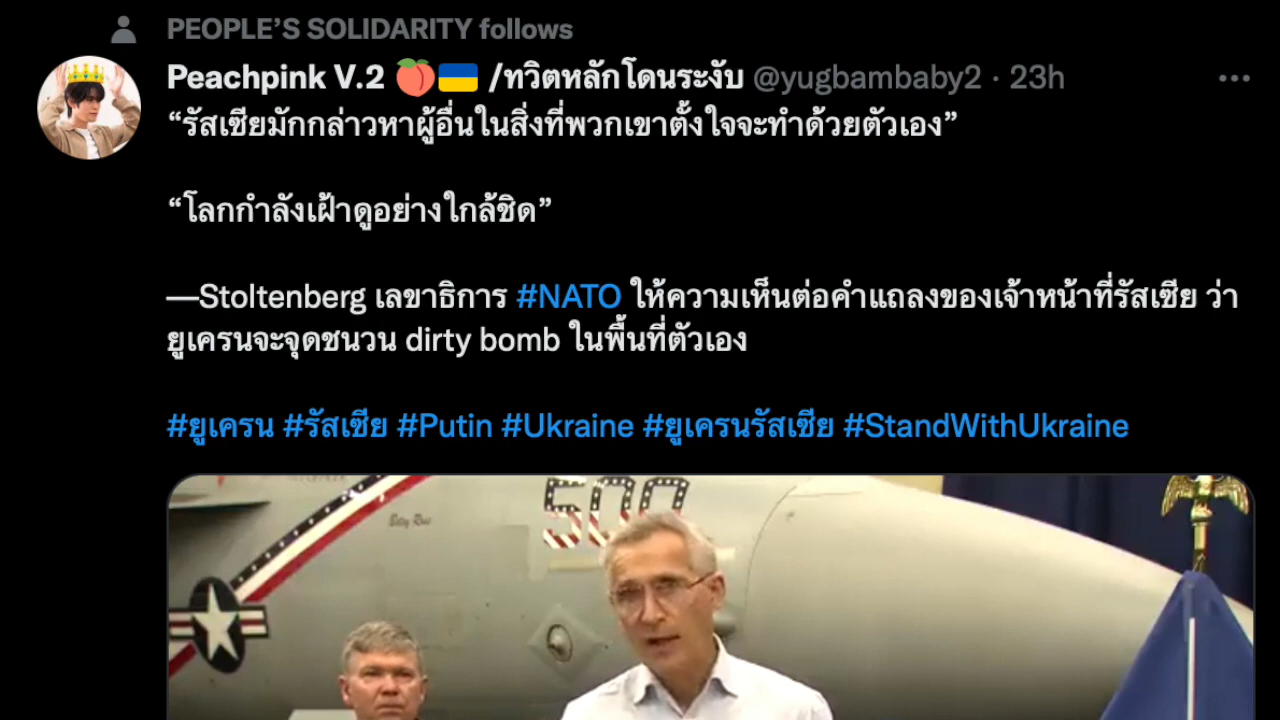 PEOPLE’S SOLIDARITY follows
Peachpink V.2 🍑🇺🇦 /ทวิตหลักโดนระงับ @yugbambaby2 · 23h
“รัสเซียมักกล่าวหาผู้อื่นในสิ่งที่พวกเขาตั้งใจจะทำด้วยตัวเอง”
“โลกกำลังเฝ้าดูอย่างใกล้ชิด”
—Stoltenberg เลขาธิการ #NATO ให้ความเห็นต่อคำแถลงของเจ้าหน้าที่รัสเซีย ว่า
ยูเครนจะจุดชนวน dirty bomb ในพื้นที่ตัวเอง
#ยูเครน #รัสเซีย #Putin #Ukraine #ยูเครนรัสเซีย #StandWithUkraine
500